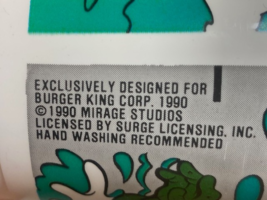 EXCLUSIVELY DESIGNED FOR
BURGER KING CORP. 1990
©1990 MIRAGE STUDIOS
LICENSED BY SURGE LICENSING, INC.
HAND WASHING RECOMMENDED